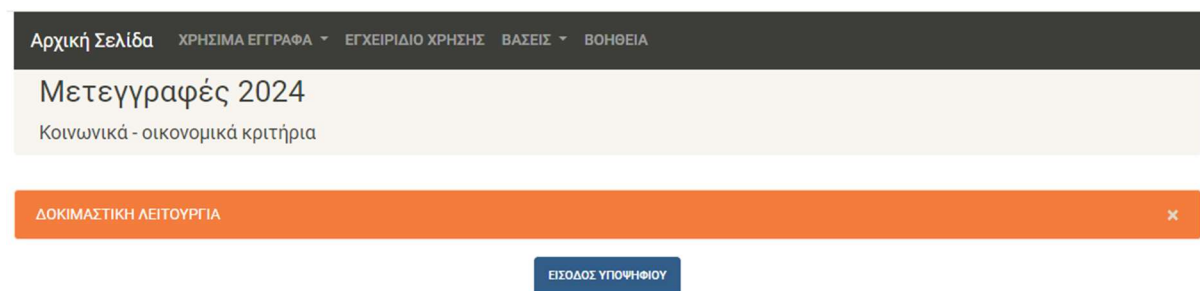 Αρχική Σελίδα ΧΡΗΣΙΜΑ ΕΓΓΡΑΦΑ ΕΓΧΕΙΡΙΔΙΟ ΧΡΗΣΗΣ ΒΑΣΕΙΣ ΒΟΗΘΕΙΑ
Μετεγγραφές 2024
Κοινωνικά - οικονομικά κριτήρια
ΔΟΚΙΜΑΣΤΙΚΗ ΛΕΙΤΟΥΡΓΙΑ ×
ΕΙΣΟΔΟΣ ΥΠΟΨΗΦΙΟΥ